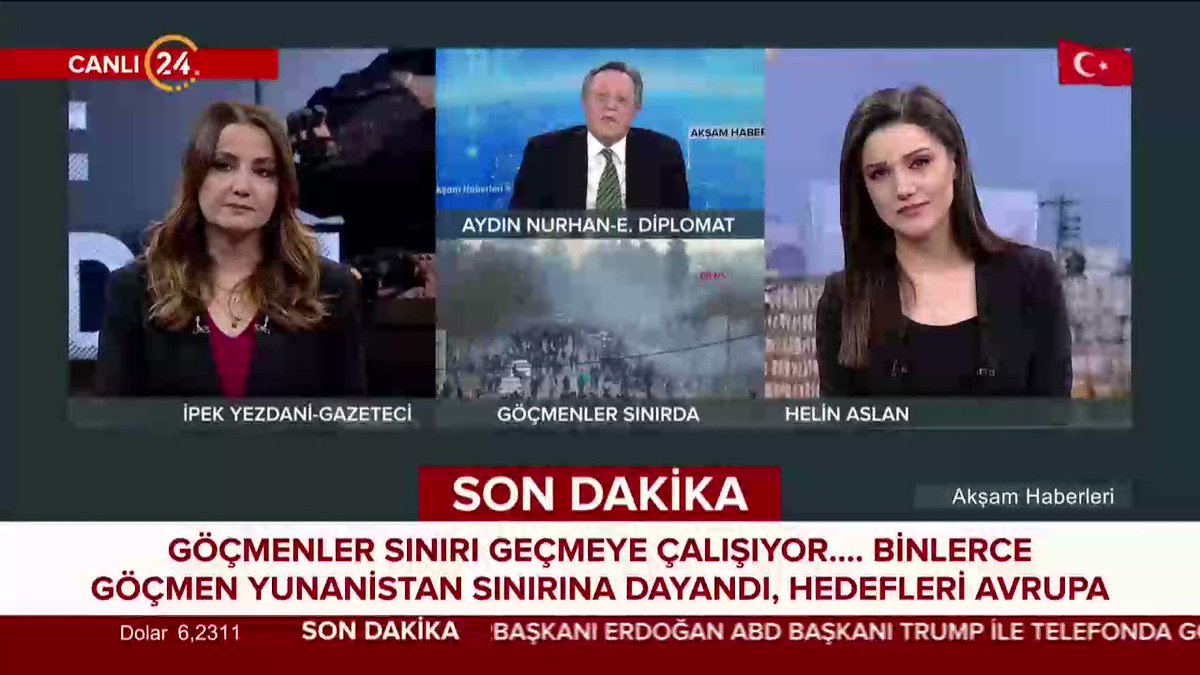 CANLI 24
AKŞAM HABER
Akşam Haberleri
AYDIN NURHAN-E. DİPLOMAT
İPEK YEZDANİ-GAZETECİ
GÖÇMENLER SINIRDA
HELİN ASLAN
SON DAKİKA
Akşam Haberleri
GÖÇMENLER SINIRI GEÇMEYE ÇALIŞIYOR.... BİNLERCE
GÖÇMEN YUNANİSTAN SINIRINA DAYANDI, HEDEFLERİ AVRUPA
Dolar 6,2311 SON DAKİKA BAŞKANI ERDOĞAN ABD BAŞKANI TRUMP İLE TELEFONDA